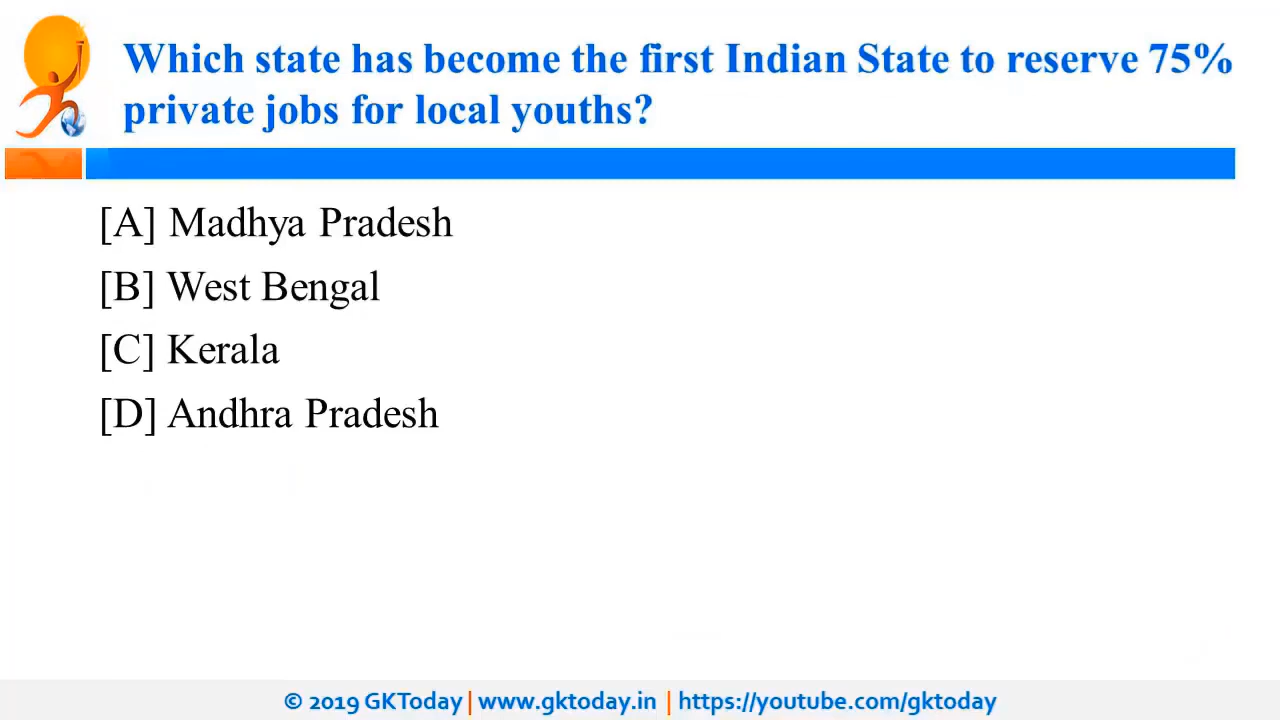 Which state has become the first Indian State to reserve 75%
private jobs for local youths?
[A] Madhya Pradesh
[B] West Bengal
[C] Kerala
[D] Andhra Pradesh
© 2019 GKToday | www.gktoday.in | https://youtube.com/gktoday